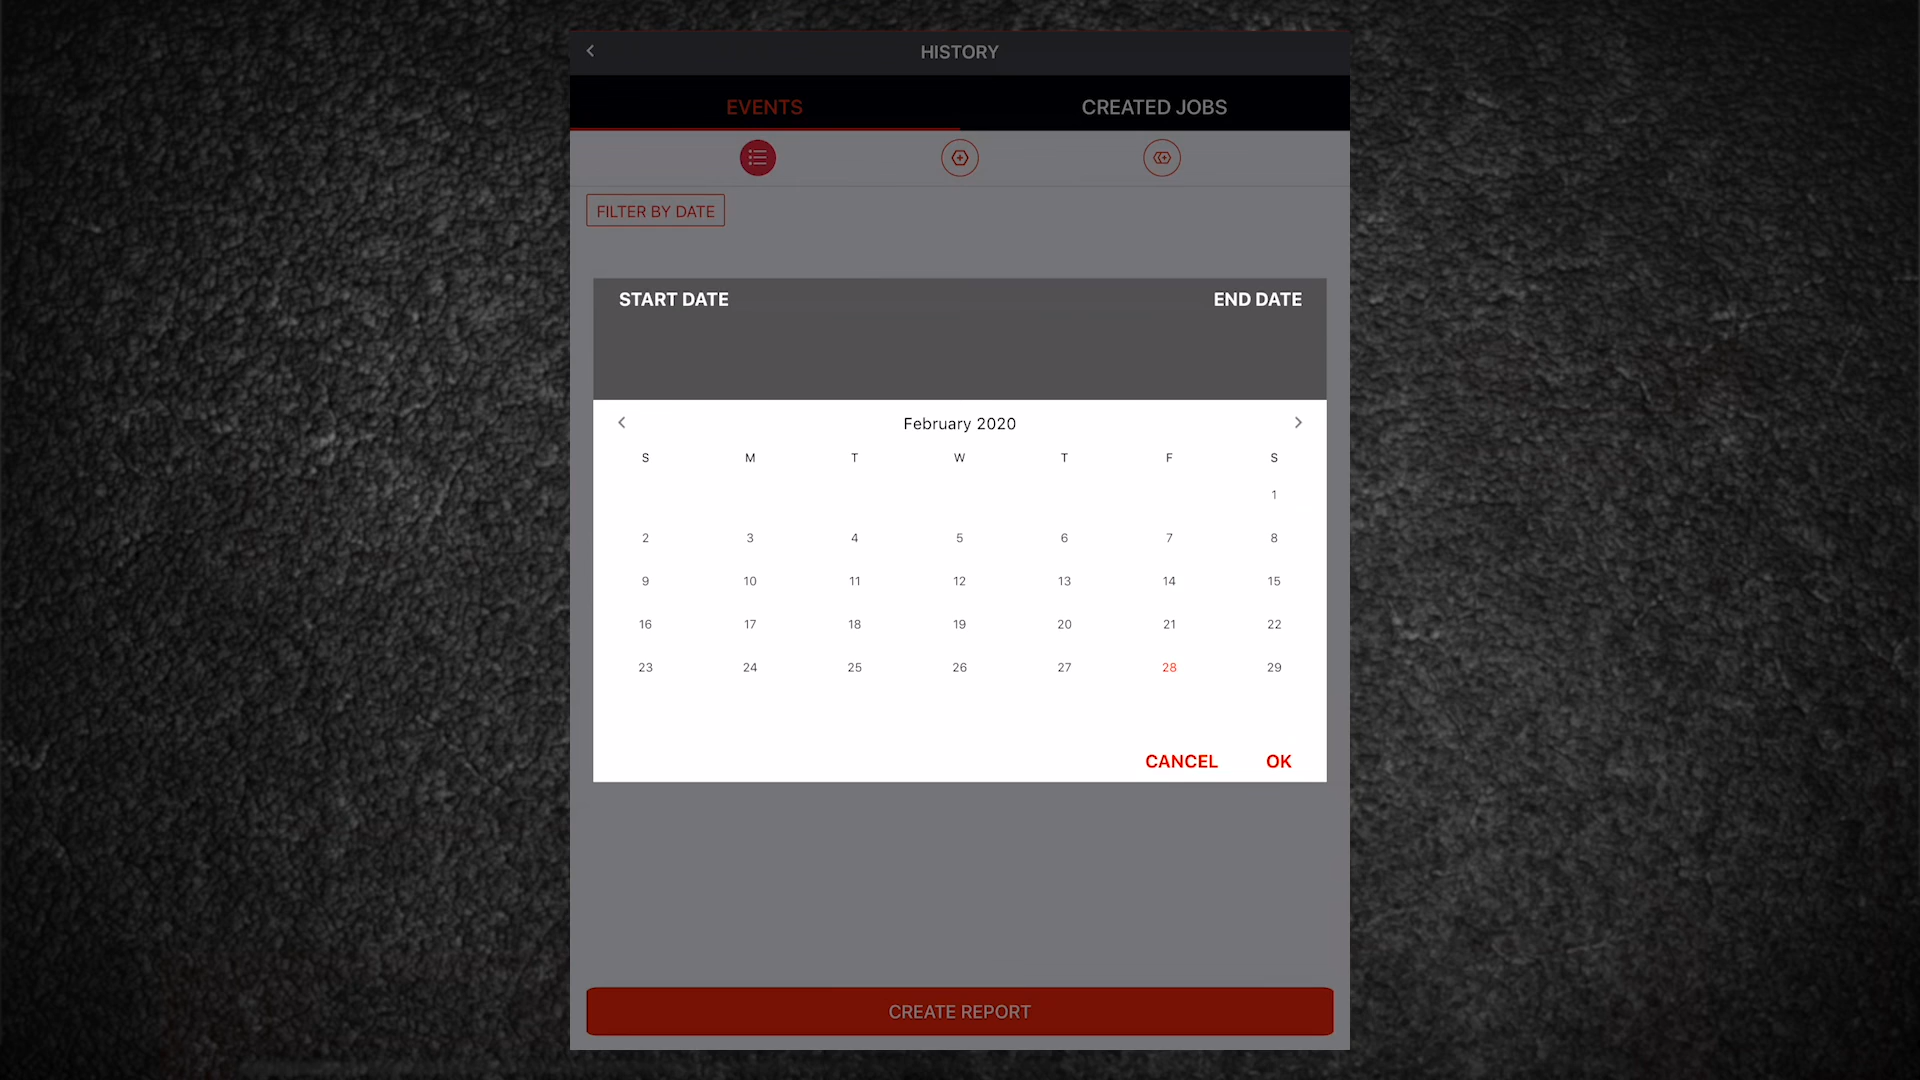 HISTORY
EVENTS CREATED JOBS
FILTER BY DATE
START DATE END DATE
February 2020
S M T W T F S
1
2 3 4 5 6 7 8
9 10 11 12 13 14 15
16 17 18 19 20 21 22
23 24 25 26 27 28 29
CANCEL OK
CREATE REPORT